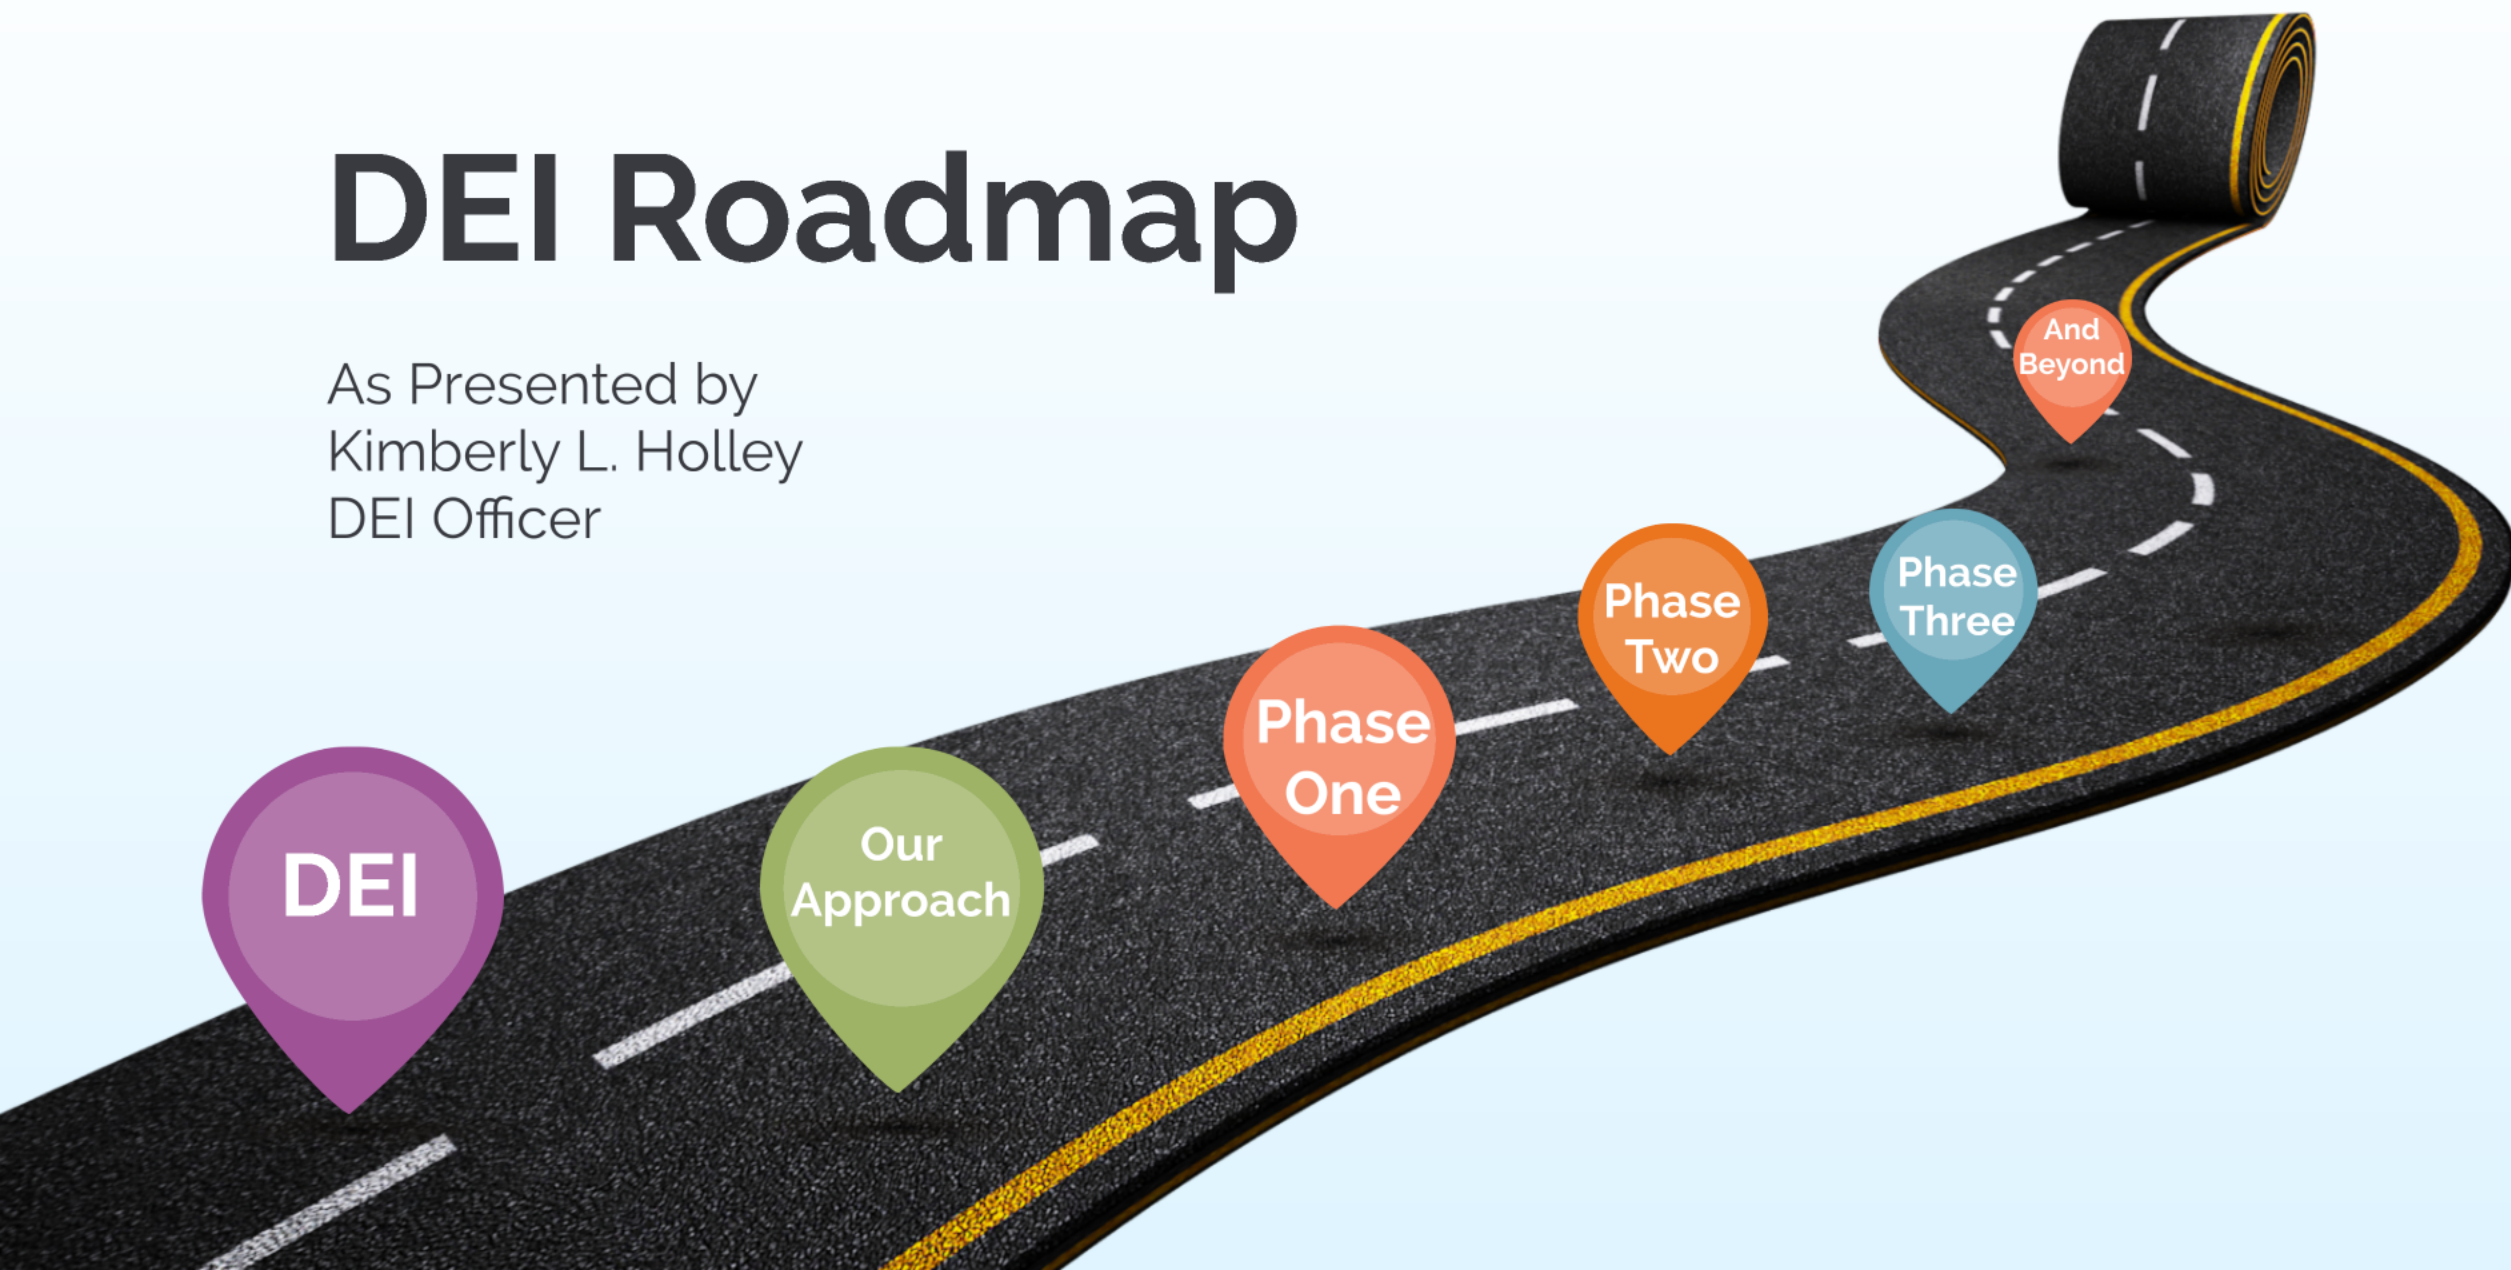 DEI Roadmap
As Presented by
Kimberly L. Holley
DEI Officer
DEI
Our
Approach
Phase
One
Phase
Two
Phase
Three
And
Beyond